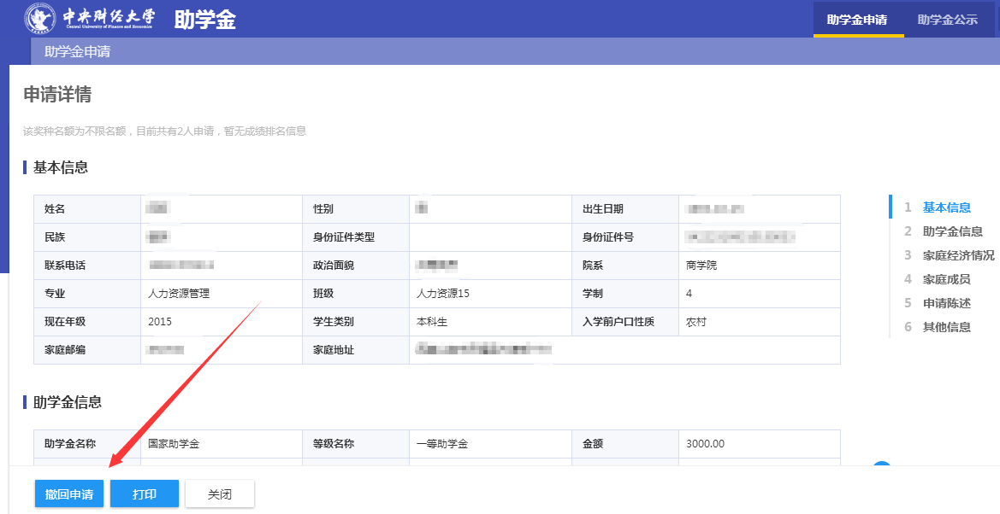 中央财经大学 助学金 助学金申请 助学金公示
Central University of Finance and Economics
助学金申请
申请详情
该奖种名额为不限名额，目前共有2人申请，暂无成绩排名信息
基本信息
姓名 性别 出生日期
民族 身份证件类型 身份证件号
联系电话 政治面貌 院系 商学院
专业 人力资源管理 班级 人力资源15 学制 4
现在年级 2015 学生类别 本科生 入学前户口性质 农村
家庭邮编 家庭地址
1 基本信息
2 助学金信息
3 家庭经济情况
4 家庭成员
5 申请陈述
6 其他信息
助学金信息
助学金名称 国家助学金 等级名称 一等助学金 金额 3000.00
撤回申请 打印 关闭